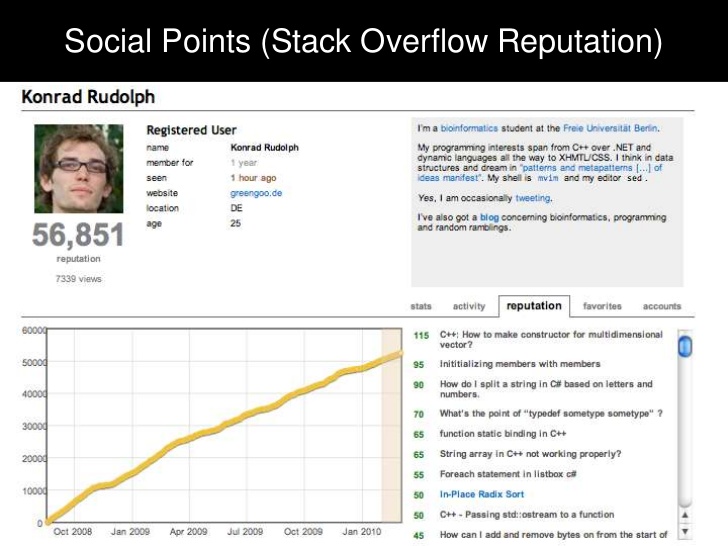 Social Points (Stack Overflow Reputation)
Konrad Rudolph
Registered User
name Konrad Rudolph
member for 1 year
seen 1 hour ago
website greengoo.de
location DE
age 25
56,851
reputation
7339 views
I'm a bioinformatics student at the Freie Universität Berlin.
My programming interests span from C++ over .NET and
dynamic languages all the way to XHMTL/CSS. I think in data
structures and dream in "patterns and metapatterns [...] of
ideas manifest". My shell is mvim and my editor sed.
Yes, I am occasionally tweeting.
I've also got a blog concerning bioinformatics, programming
and random ramblings.
stats activity reputation favorites accounts
60000
50000
40000
30000
20000
10000
0
Oct 2008 Jan 2009 Apr 2009 Jul 2009 Oct 2009 Jan 2010
115 C++: How to make constructor for multidimensional
vector?
95 Inititializing members with members
90 How do I split a string in C# based on letters and
numbers.
70 What's the point of "typedef sometype sometype" ?
65 function static binding in C++
65 String array in C++ not working properly?
55 Foreach statement in listbox c#
50 In-Place Radix Sort
50 C++ - Passing std::ostream to a function
45 How can I add and remove bytes on from the start of